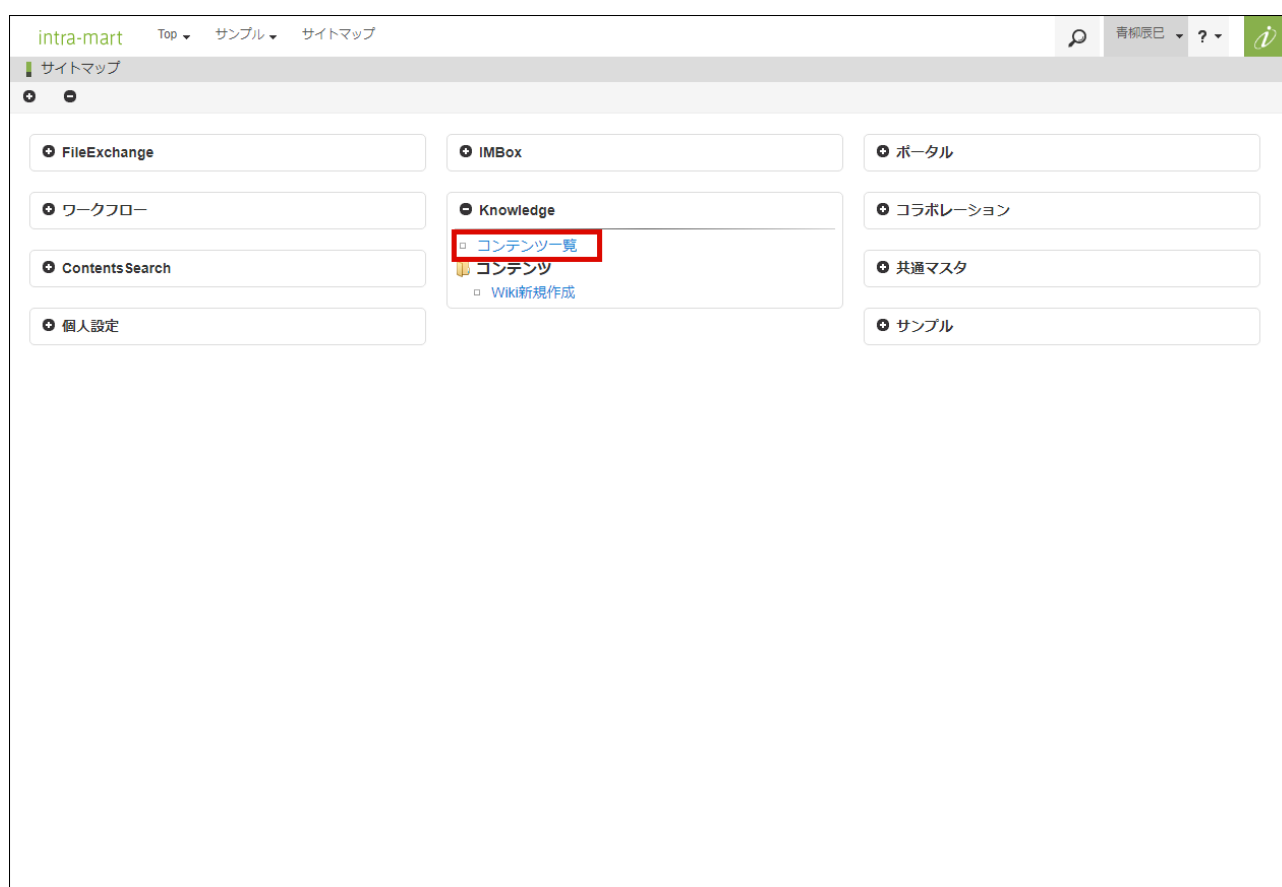 intra-mart Top サンプル サイトマップ 青柳辰巳 ?
サイトマップ
FileExchange
IMBox
ポータル
ワークフロー
Knowledge
コラボレーション
コンテンツ一覧
ContentsSearch
コンテンツ
共通マスタ
Wiki新規作成
個人設定
サンプル